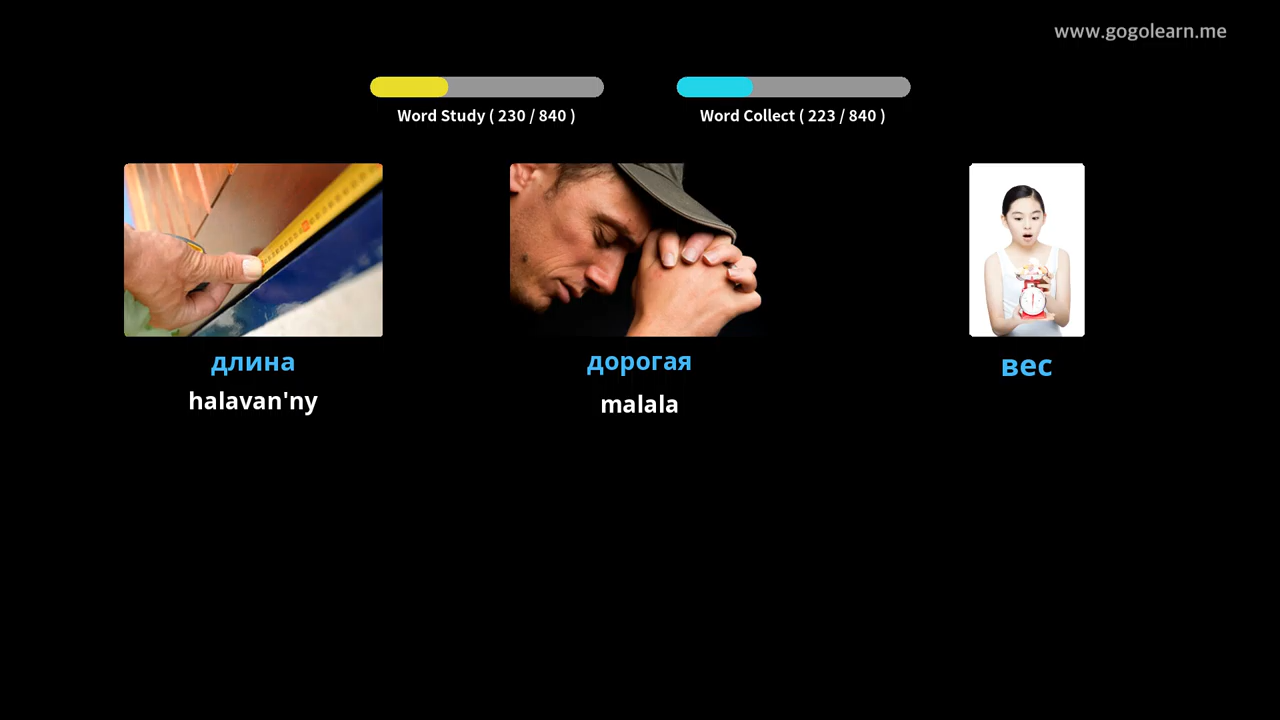 www.gogolearn.me
Word Study ( 230 / 840 )
Word Collect ( 223 / 840 )
длина
halavan'ny
дорогая
malala
вес